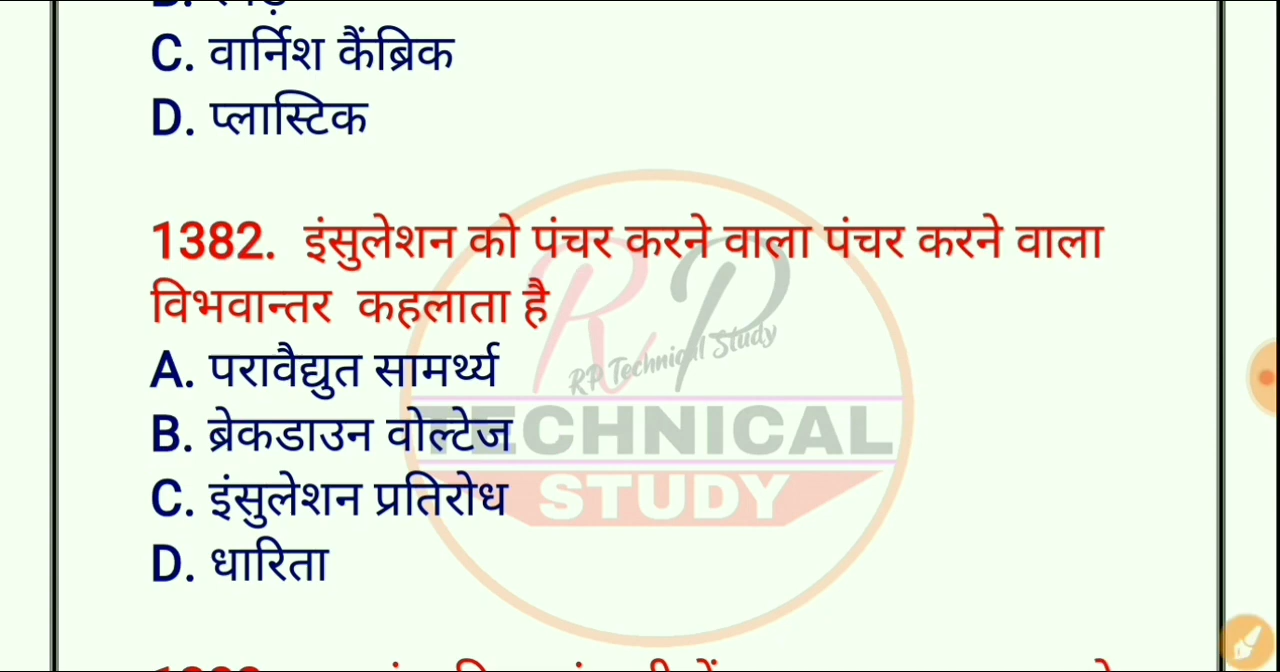 C. वार्निश कैंब्रिक
D. प्लास्टिक
1382. इंसुलेशन को पंचर करने वाला पंचर करने वाला
विभवान्तर कहलाता है
A. परावैद्युत सामर्थ्य
B. ब्रेकडाउन वोल्टेज
C. इंसुलेशन प्रतिरोध
D. धारिता
RP
RP Technical Study
TECHNICAL
STUDY